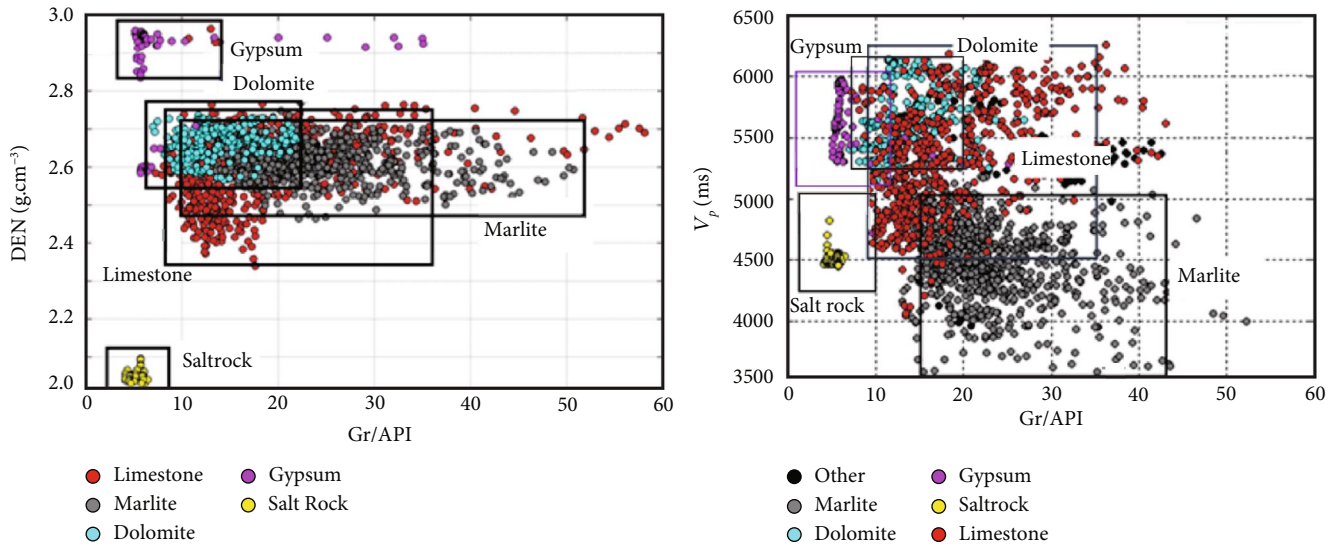 3.0
2.8
2.6
2.4
2.2
2.0
DEN (g.cm⁻³)
Gypsum
Dolomite
Marlite
Limestone
Saltrock
0 10 20 30 40 50 60
Gr/API
Limestone
Marlite
Dolomite
Gypsum
Salt Rock
6500
6000
5500
5000
4500
4000
3500
Vp (ms)
Gypsum
Dolomite
Limestone
Salt rock
Marlite
0 10 20 30 40 50 60
Gr/API
Other
Marlite
Dolomite
Gypsum
Saltrock
Limestone